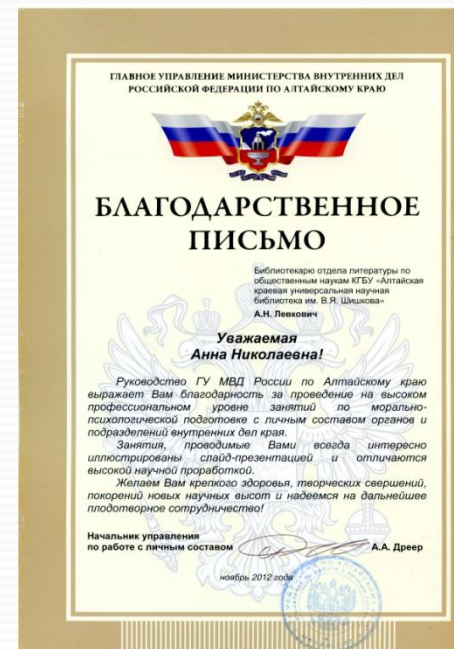 ГЛАВНОЕ УПРАВЛЕНИЕ МИНИСТЕРСТВА ВНУТРЕННИХ ДЕЛ
РОССИЙСКОЙ ФЕДЕРАЦИИ ПО АЛТАЙСКОМУ КРАЮ
БЛАГОДАРСТВЕННОЕ
ПИСЬМО
Библиотекарю отдела литературы по
общественным наукам КГБУ «Алтайская
краевая универсальная научная
библиотека им. В.Я. Шишкова»
А.Н. Левкович
Уважаемая
Анна Николаевна!
Руководство ГУ МВД России по Алтайскому краю
выражает Вам благодарность за проведение на высоком
профессиональном уровне занятий по морально-
психологической подготовке с личным составом органов и
подразделений внутренних дел края.
Занятия, проводимые Вами всегда интересно
иллюстрированы слайд-презентацией и отличаются
высокой научной проработкой.
Желаем Вам крепкого здоровья, творческих свершений,
покорений новых научных высот и надеемся на дальнейшее
плодотворное сотрудничество!
Начальник управления
по работе с личным составом А.А. Дреер
ноябрь 2012 года